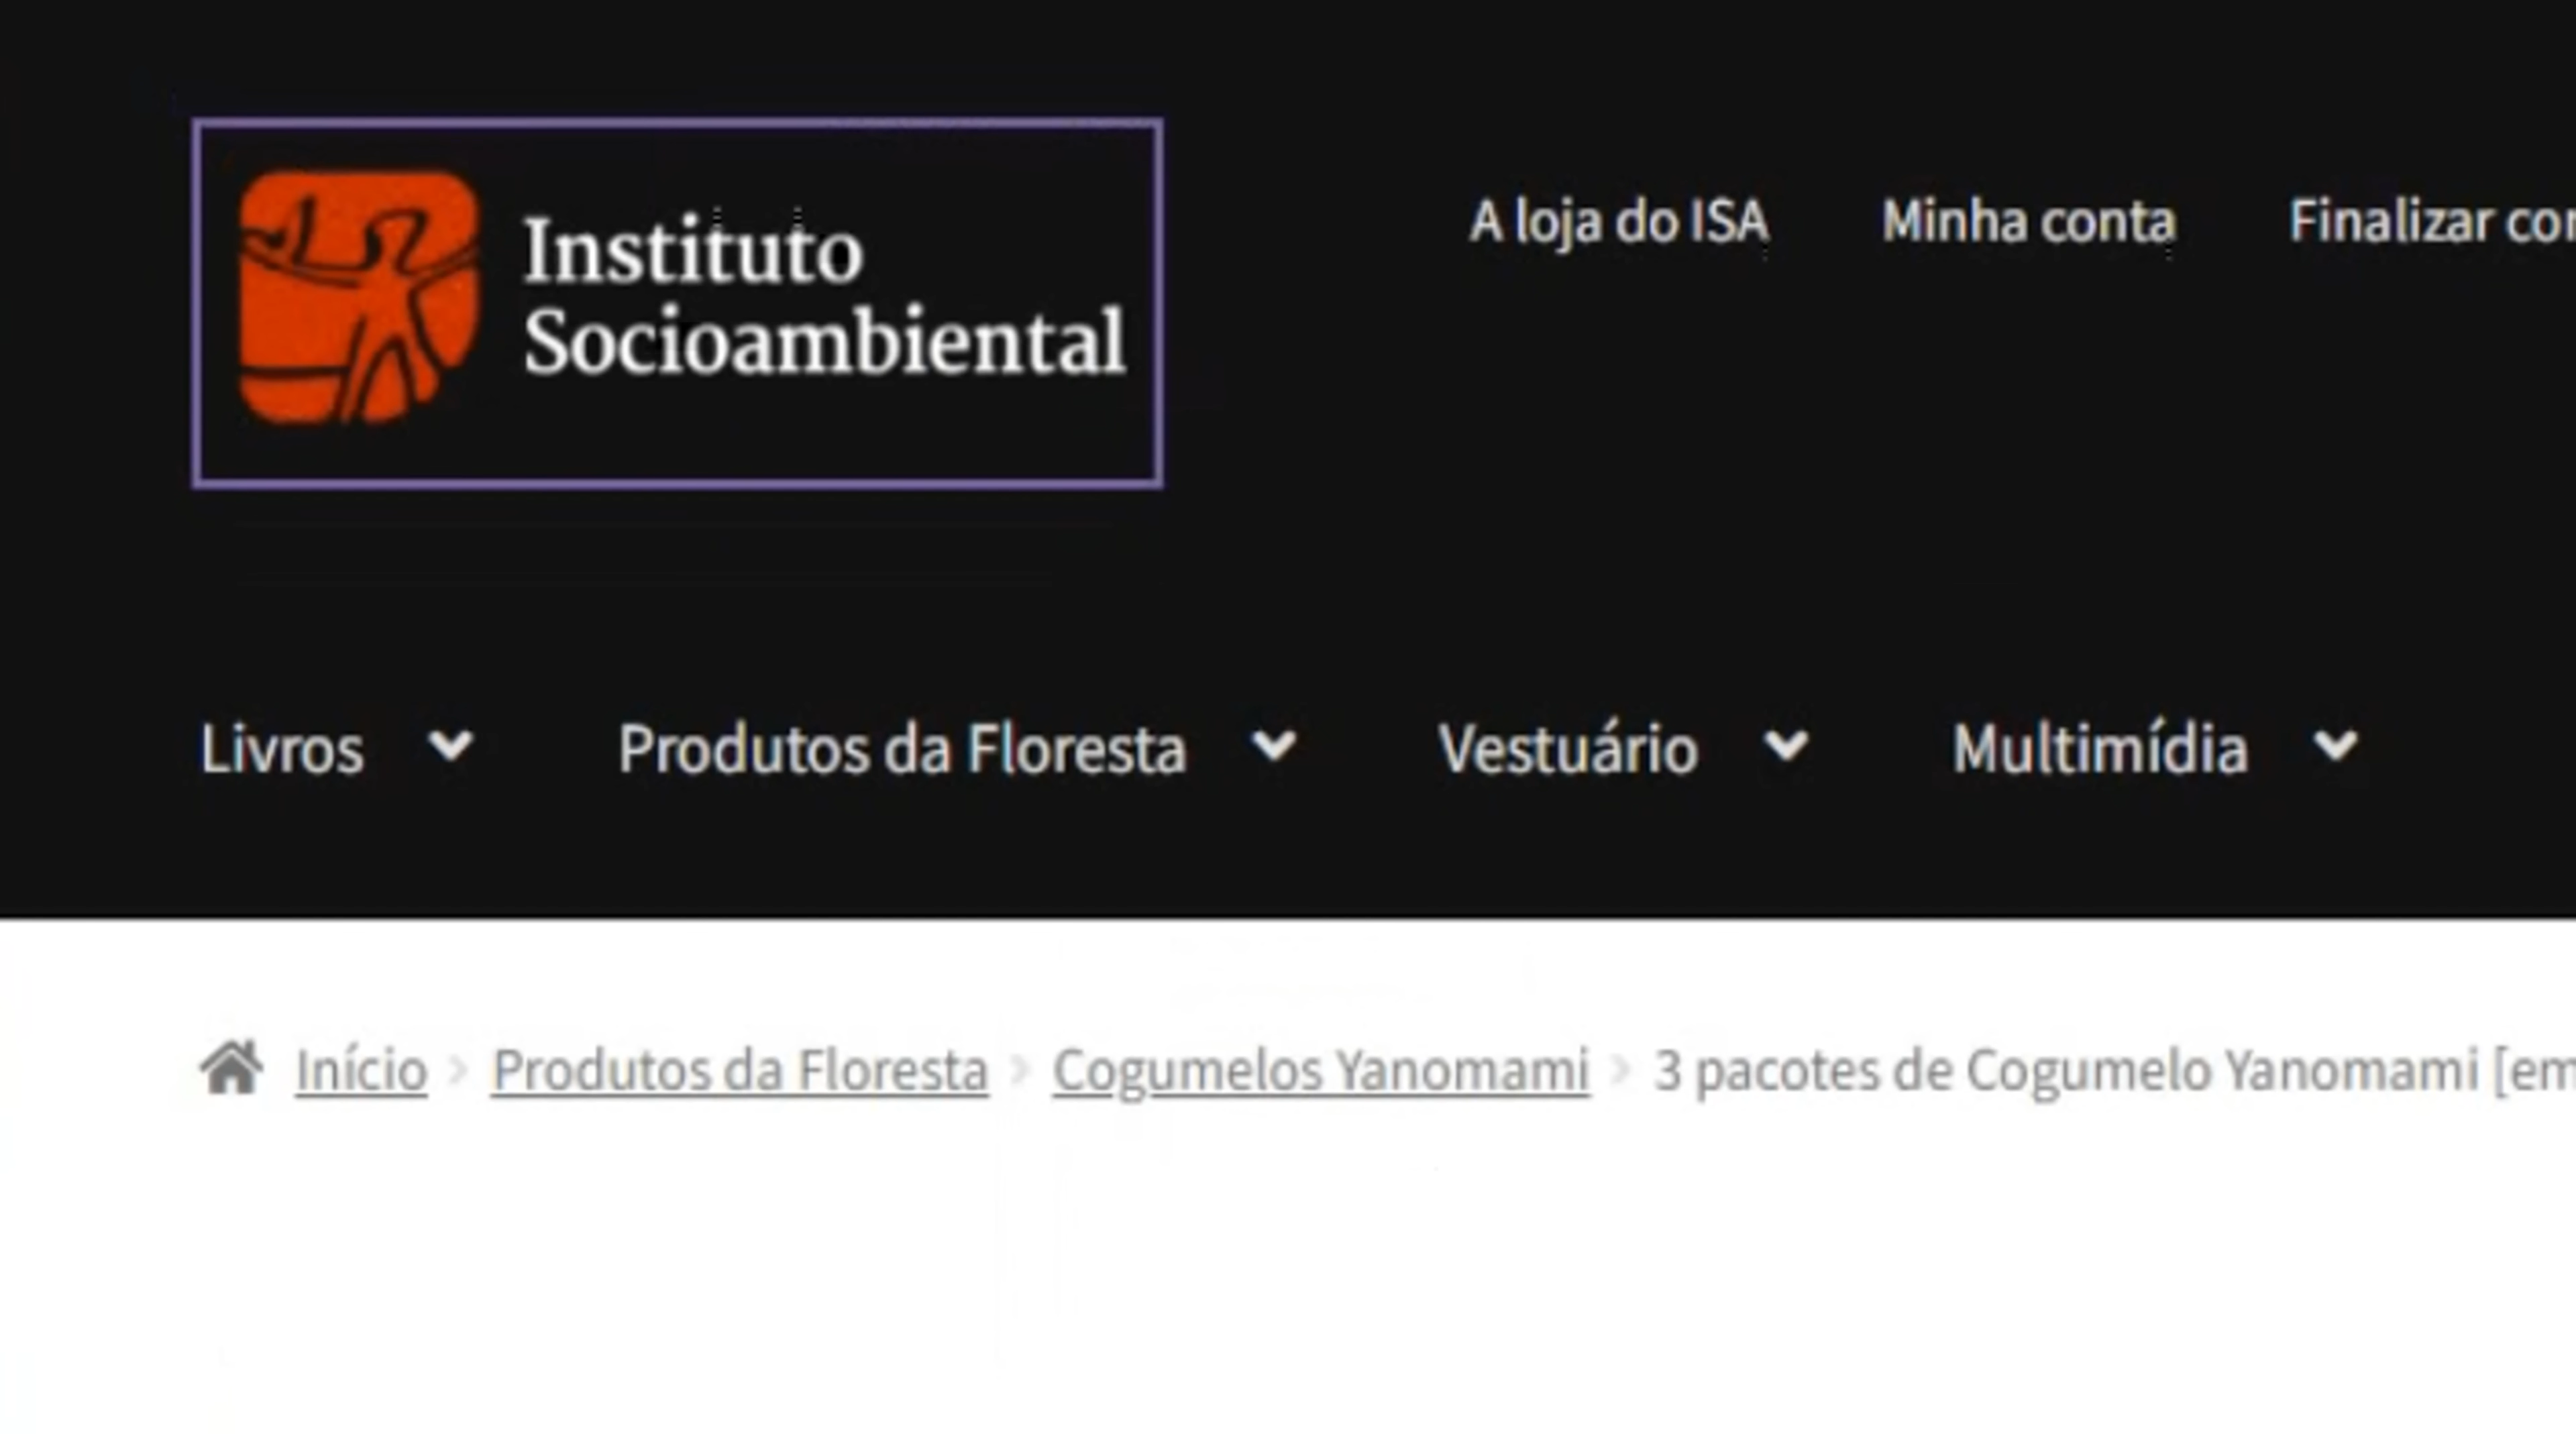 Instituto
Socioambiental
A loja do ISA Minha conta Finalizar
Livros Produtos da Floresta Vestuário Multimídia
Início > Produtos da Floresta > Cogumelos Yanomami > 3 pacotes de Cogumelo Yanomami